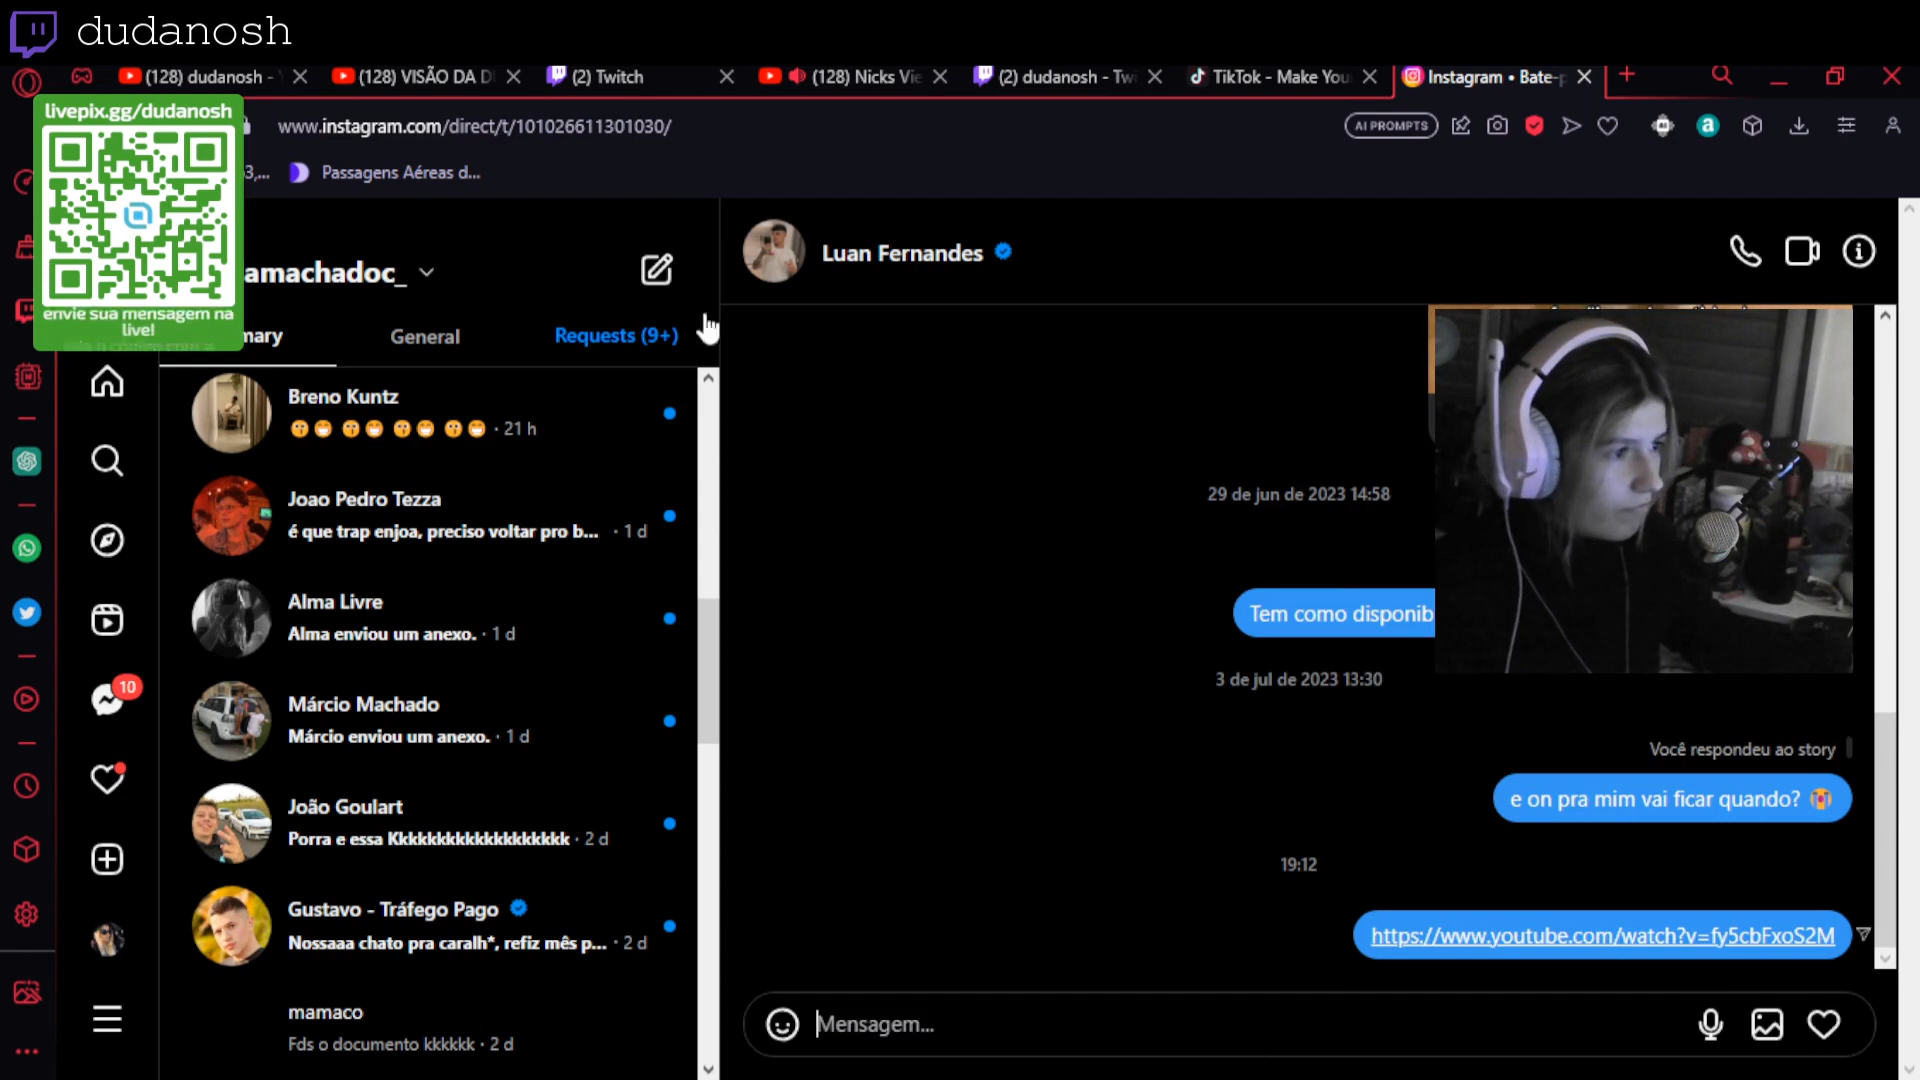 dudanosh
(128) dudanosh -
(128) VISÃO DA D
(2) Twitch
(128) Nicks Vie
(2) dudanosh - Twi
TikTok - Make You
Instagram • Bate-p
livepix.gg/dudanosh
www.instagram.com/direct/t/101026611301030/
AI PROMPTS
3,...
Passagens Aéreas d...
envie sua mensagem na
live!
amachadoc_
Luan Fernandes
mary
General
Requests (9+)
Breno Kuntz
· 21 h
Joao Pedro Tezza
é que trap enjoa, preciso voltar pro b... · 1 d
29 de jun de 2023 14:58
Alma Livre
Alma enviou um anexo. · 1 d
Tem como disponib
3 de jul de 2023 13:30
10
Márcio Machado
Márcio enviou um anexo. · 1 d
Você respondeu ao story
e on pra mim vai ficar quando? 😭
João Goulart
Porra e essa Kkkkkkkkkkkkkkkkkkk · 2 d
19:12
Gustavo - Tráfego Pago
Nossaaa chato pra caralh*, refiz mês p... · 2 d
https://www.youtube.com/watch?v=fy5cbFxoS2M
mamaco
Fds o documento kkkkkk · 2 d
Mensagem...